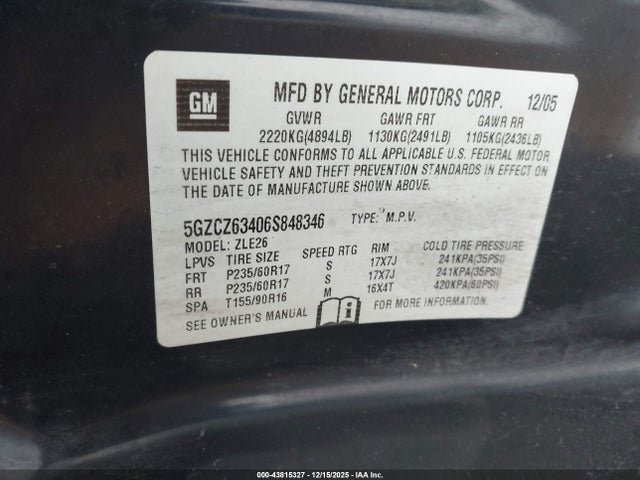 GM
MFD BY GENERAL MOTORS CORP. 12/05
GVWR GAWR FRT GAWR RR
2220KG(4894LB) 1130KG(2491LB) 1105KG(2436LB)
THIS VEHICLE CONFORMS TO ALL APPLICABLE U.S. FEDERAL MOTOR
VEHICLE SAFETY AND THEFT PREVENTION STANDARDS IN EFFECT ON
THE DATE OF MANUFACTURE SHOWN ABOVE.
5GZCZ63406S848346 TYPE: M.P.V.
MODEL: ZLE26
LPVS TIRE SIZE SPEED RTG RIM COLD TIRE PRESSURE
FRT P235/60R17 S 17X7J 241KPA(35PSI)
RR P235/60R17 S 17X7J 241KPA(35PSI)
SPA T155/90R16 M 16X4T 420KPA(60PSI)
SEE OWNER'S MANUAL FOR MORE INFORMATION.
000-43815327 - 12/15/2025 - IAA Inc.